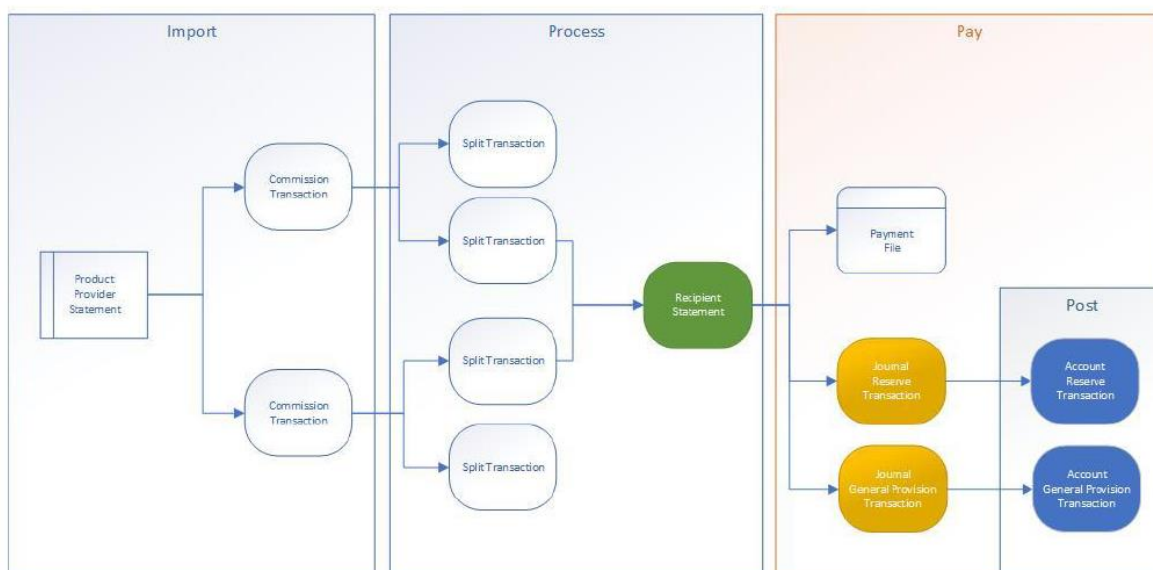 Import
Process
Pay
Product
Provider
Statement
Commission
Transaction
Commission
Transaction
Split Transaction
Split Transaction
Split Transaction
Split Transaction
Recipient
Statement
Payment
File
Journal
Reserve
Transaction
Journal
General Provision
Transaction
Post
Account
Reserve
Transaction
Account
General Provision
Transaction